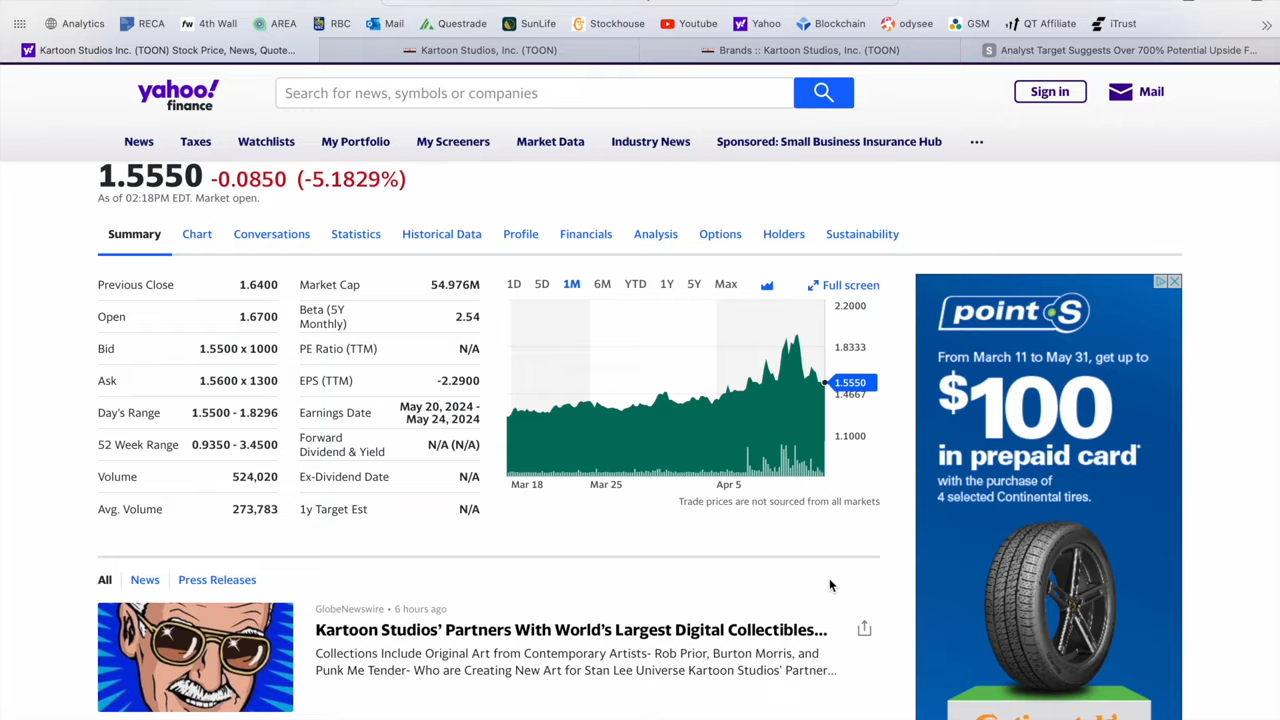 Analytics RECA 4th Wall AREA RBC Mail Questrade SunLife Stockhouse Youtube Yahoo Blockchain odysee GSM QT Affiliate iTrust
Kartoon Studios Inc. (TOON) Stock Price, News, Quote... Kartoon Studios, Inc. (TOON) Brands :: Kartoon Studios, Inc. (TOON) Analyst Target Suggests Over 700% Potential Upside F...
yahoo!
finance
Search for news, symbols or companies
Sign in
Mail
News Taxes Watchlists My Portfolio My Screeners Market Data Industry News Sponsored: Small Business Insurance Hub ...
1.5550 -0.0850 (-5.1829%)
As of 02:18PM EDT. Market open.
Summary Chart Conversations Statistics Historical Data Profile Financials Analysis Options Holders Sustainability
Previous Close 1.6400
Open 1.6700
Bid 1.5500 x 1000
Ask 1.5600 x 1300
Day's Range 1.5500 - 1.8296
52 Week Range 0.9350 - 3.4500
Volume 524,020
Avg. Volume 273,783
Market Cap 54.976M
Beta (5Y
Monthly) 2.54
PE Ratio (TTM) N/A
EPS (TTM) -2.2900
Earnings Date May 20, 2024 -
May 24, 2024
Forward
Dividend & Yield N/A (N/A)
Ex-Dividend Date N/A
1y Target Est N/A
1D 5D 1M 6M YTD 1Y 5Y Max Full screen
2.2000
1.8333
1.5550
1.4667
1.1000
Mar 18 Mar 25 Apr 5
Trade prices are not sourced from all markets
point S
From March 11 to May 31, get up to
$100
in prepaid card*
with the purchase of
4 selected Continental tires.
Continental
All News Press Releases
GlobeNewswire • 6 hours ago
Kartoon Studios' Partners With World's Largest Digital Collectibles...
Collections Include Original Art from Contemporary Artists- Rob Prior, Burton Morris, and
Punk Me Tender- Who are Creating New Art for Stan Lee Universe Kartoon Studios' Partner...